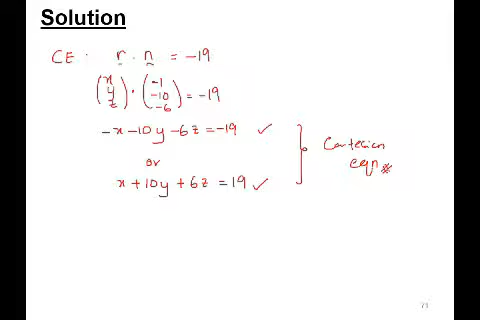 Solution
CE : r . n = -19
(x y z) . (-1 -10 -6) = -19
-x -10y -6z = -19 ✓
or
x + 10y + 6z = 19 ✓
Cartesian
eqn
73